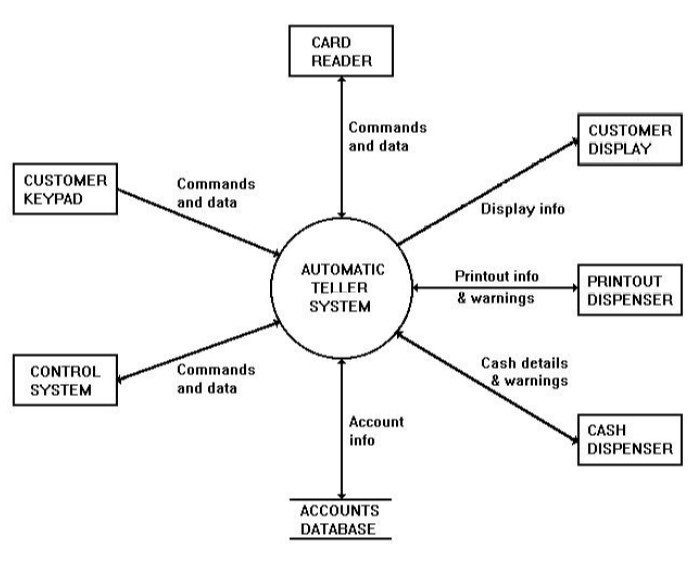 CARD
READER
Commands
and data
CUSTOMER
DISPLAY
CUSTOMER
KEYPAD
Commands
and data
Display info
AUTOMATIC
TELLER
SYSTEM
Printout info
& warnings
PRINTOUT
DISPENSER
CONTROL
SYSTEM
Commands
and data
Cash details
& warnings
Account
info
CASH
DISPENSER
ACCOUNTS
DATABASE